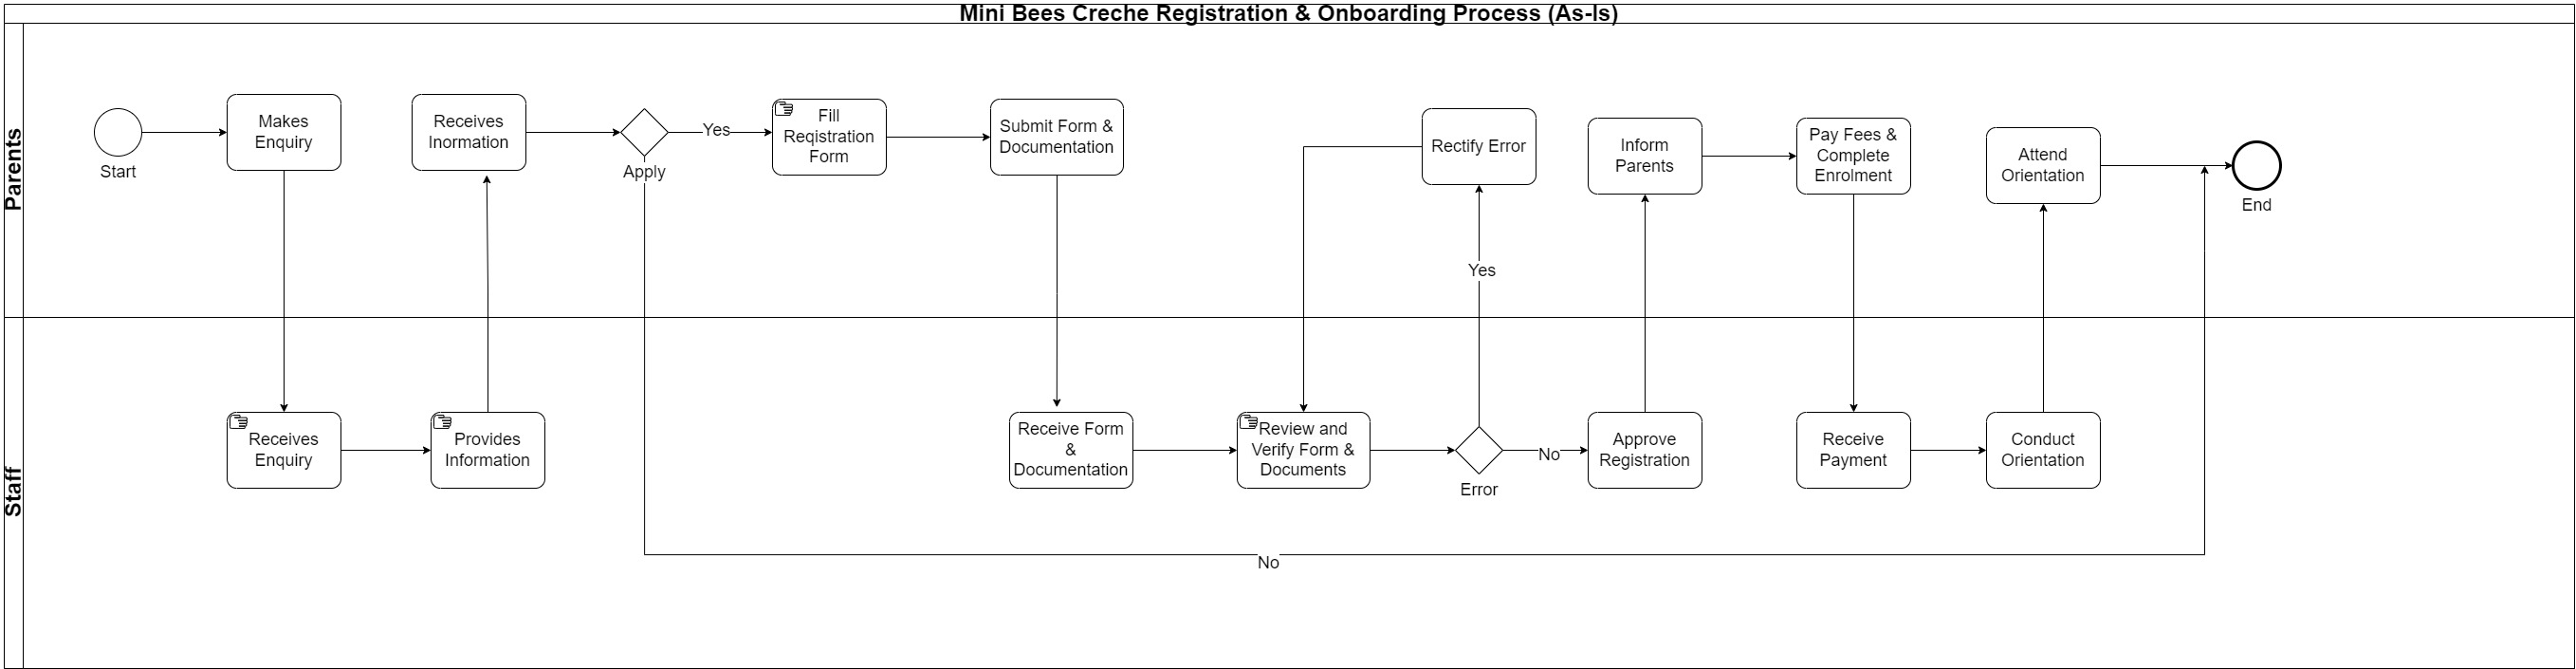 Mini Bees Creche Registration & Onboarding Process (As-Is)
Parents
Start
Makes
Enquiry
Receives
Inormation
Apply
Yes
Fill
Reqistration
Form
Submit Form &
Documentation
Rectify Error
Yes
Inform
Parents
Pay Fees &
Complete
Enrolment
Attend
Orientation
End
Staff
Receives
Enquiry
Provides
Information
Receive Form
&
Documentation
Review and
Verify Form &
Documents
Error
No
Approve
Registration
Receive
Payment
Conduct
Orientation
No